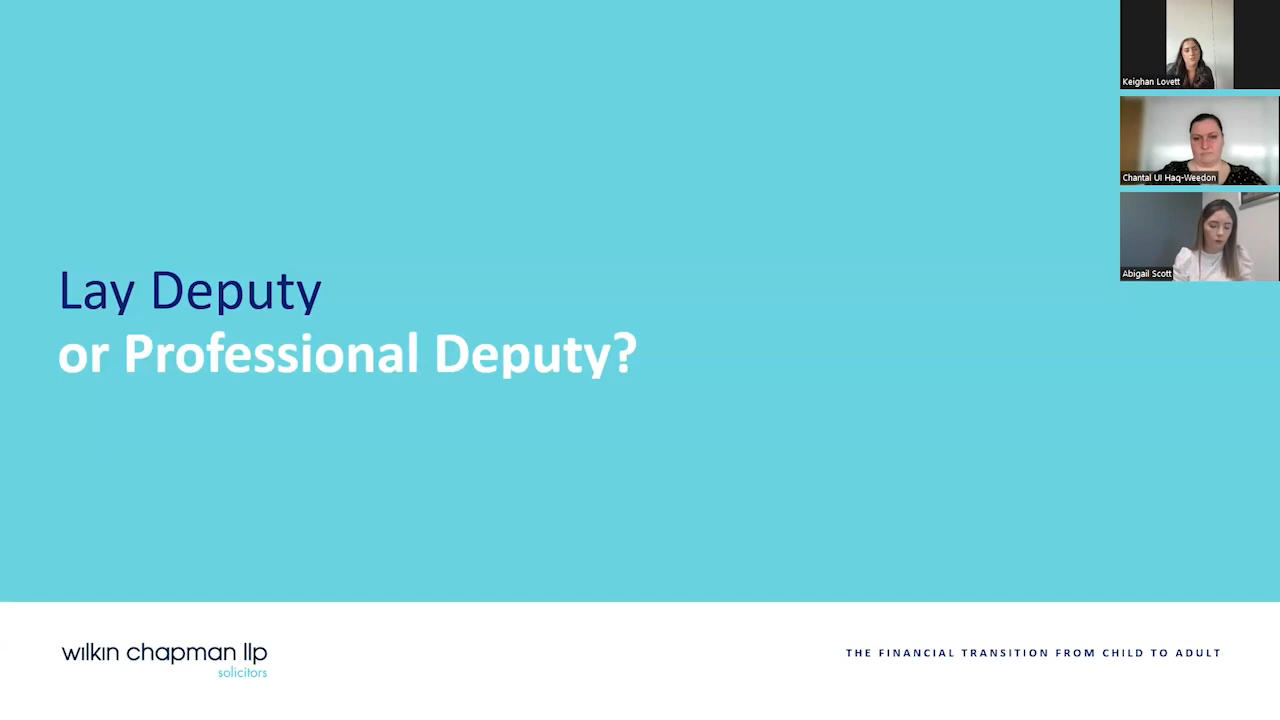 Lay Deputy
or Professional Deputy?
Keighan Lovett
Chantal Ul Haq-Weedon
Abigail Scott
wilkin chapman llp
solicitors
THE FINANCIAL TRANSITION FROM CHILD TO ADULT